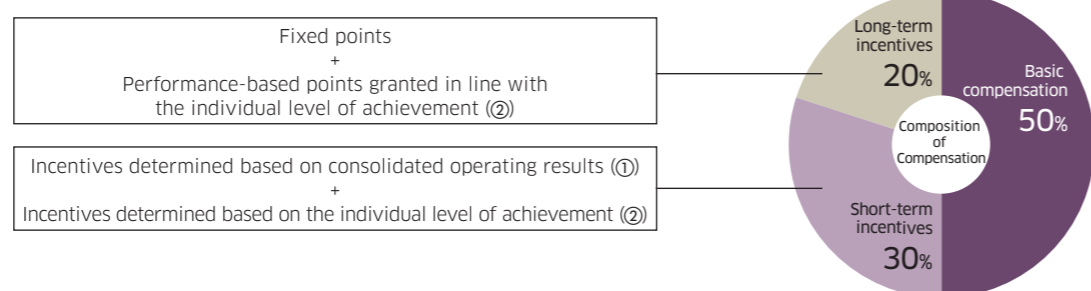 Fixed points
+
Performance-based points granted in line with
the individual level of achievement (②)
Incentives determined based on consolidated operating results (①)
+
Incentives determined based on the individual level of achievement (②)
Long-term
incentives
20%
Basic
compensation
50%
Composition
of
Compensation
Short-term
incentives
30%